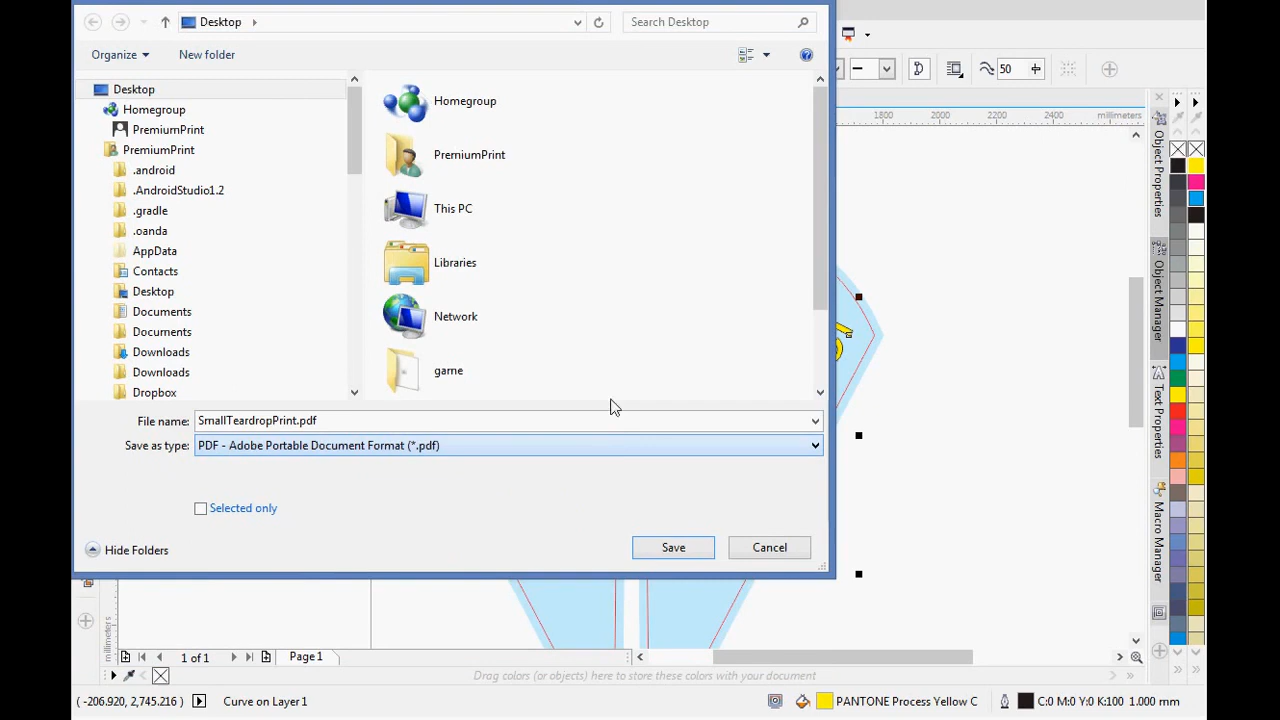 Desktop
Search Desktop
Organize
New folder
50
Desktop
Homegroup
PremiumPrint
PremiumPrint
.android
.AndroidStudio1.2
.gradle
.oanda
AppData
Contacts
Desktop
Documents
Documents
Downloads
Downloads
Dropbox
Homegroup
PremiumPrint
This PC
Libraries
Network
game
1800
2000
2200
2400
millimeters
Object Properties
Object Manager
Text Properties
Macro Manager
File name:
SmallTeardropPrint.pdf
Save as type:
PDF - Adobe Portable Document Format (*.pdf)
Selected only
Hide Folders
Save
Cancel
millimeters
1 of 1
Page 1
Drag colors (or objects) here to store these colors with your document
( -206.920, 2,745.216 )
Curve on Layer 1
PANTONE Process Yellow C
C:0 M:0 Y:0 K:100 1.000 mm